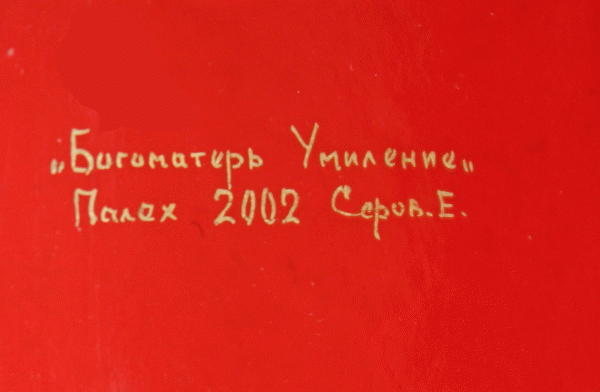 „Богоматерь Умиление„
Палех 2002 Серов.Е.